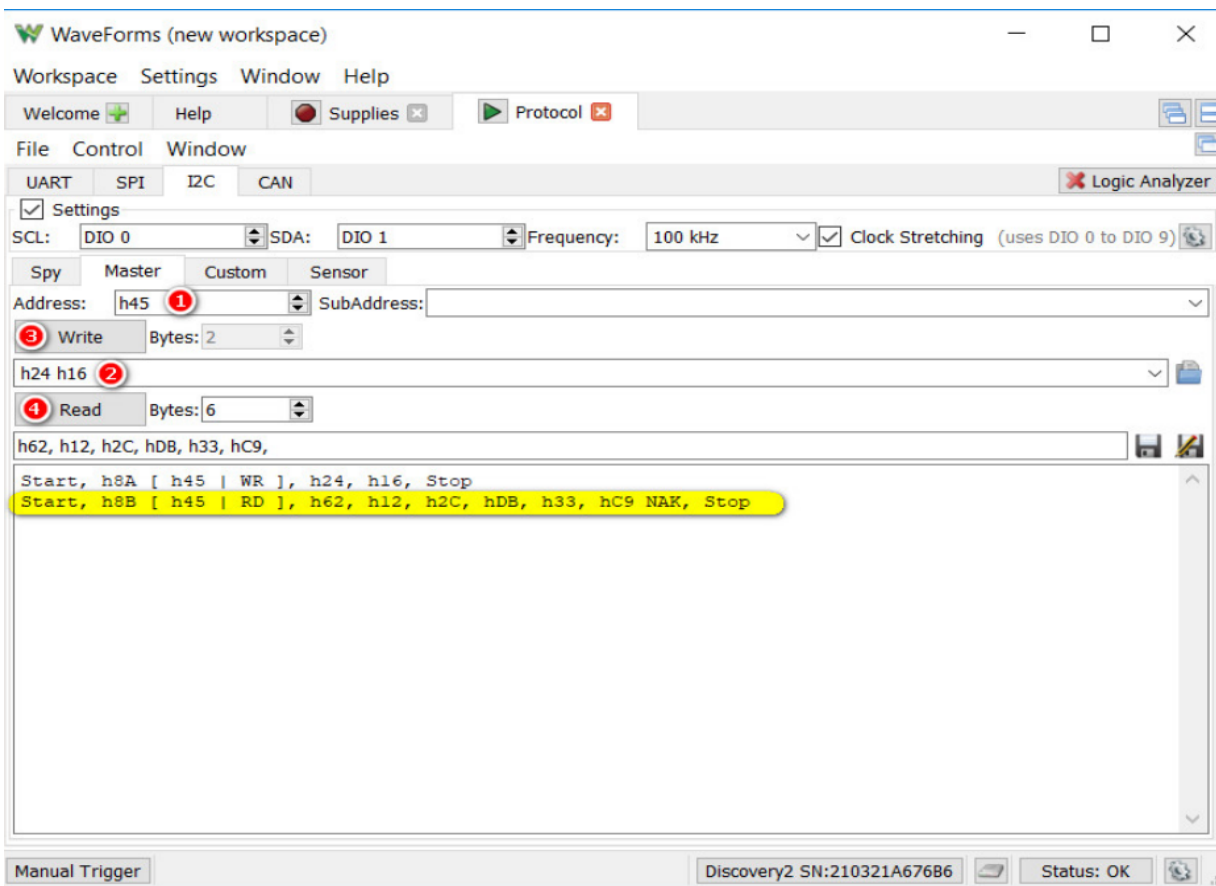 WaveForms (new workspace)
Workspace Settings Window Help
Welcome Help Supplies Protocol
File Control Window
UART SPI I2C CAN Logic Analyzer
Settings
SCL: DIO 0 SDA: DIO 1 Frequency: 100 kHz Clock Stretching (uses DIO 0 to DIO 9)
Spy Master Custom Sensor
Address: h45 1 SubAddress:
3 Write Bytes: 2
h24 h16 2
4 Read Bytes: 6
h62, h12, h2C, hDB, h33, hC9,
Start, h8A [ h45 | WR ], h24, h16, Stop
Start, h8B [ h45 | RD ], h62, h12, h2C, hDB, h33, hC9 NAK, Stop
Manual Trigger Discovery2 SN:210321A676B6 Status: OK